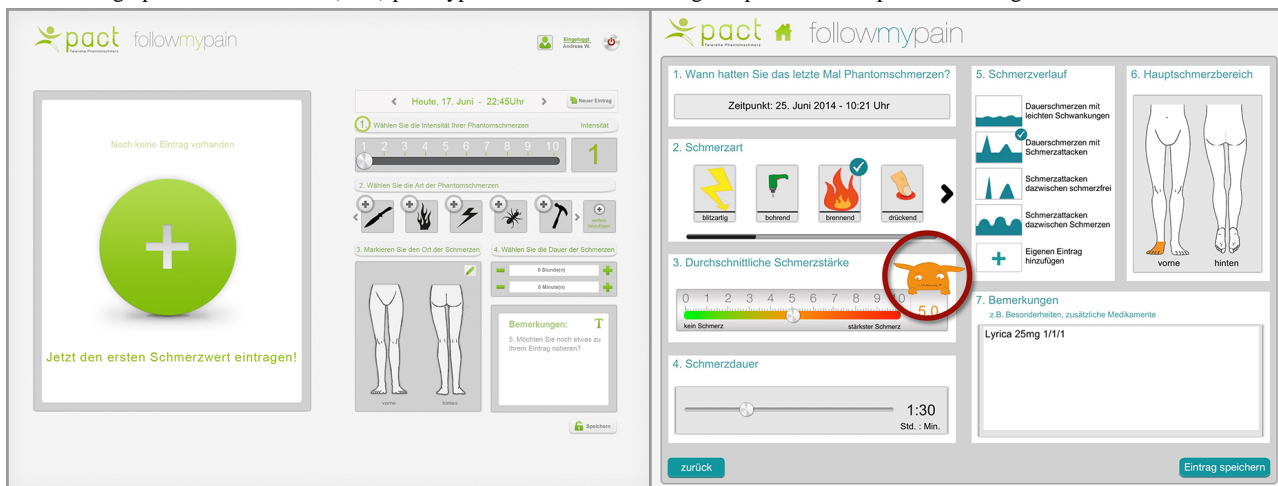 pact followmypain
Telereha Phantomschmerz
Eingeloggt
Andreas W.
Noch keine Eintrag vorhanden
Jetzt den ersten Schmerzwert eintragen!
Heute, 17. Juni - 22:45Uhr
Neuer Eintrag
1. Wählen Sie die Intensität Ihrer Phantomschmerzen
Intensität
1 2 3 4 5 6 7 8 9 10
1
2. Wählen Sie die Art der Phantomschmerzen
weitere
hinzufügen
3. Markieren Sie den Ort der Schmerzen
vorne hinten
4. Wählen Sie die Dauer der Schmerzen
0 Stunde(n)
0 Minute(n)
Bemerkungen: T
5. Möchten Sie noch etwas zu
Ihrem Eintrag notieren?
Speichern
pact followmypain
Telereha Phantomschmerz
1. Wann hatten Sie das letzte Mal Phantomschmerzen?
Zeitpunkt: 25. Juni 2014 - 10:21 Uhr
2. Schmerzart
blitzartig bohrend brennend drückend
3. Durchschnittliche Schmerzstärke
0 1 2 3 4 5 6 7 8 9 10
5.0
kein Schmerz stärkster Schmerz
4. Schmerzdauer
1:30
Std. : Min.
5. Schmerzverlauf
Dauerschmerzen mit
leichten Schwankungen
Dauerschmerzen mit
Schmerzattacken
Schmerzattacken
dazwischen schmerzfrei
Schmerzattacken
dazwischen Schmerzen
Eigenen Eintrag
hinzufügen
6. Hauptschmerzbereich
vorne hinten
7. Bemerkungen
z.B. Besonderheiten, zusätzliche Medikamente
Lyrica 25mg 1/1/1
zurück
Eintrag speichern